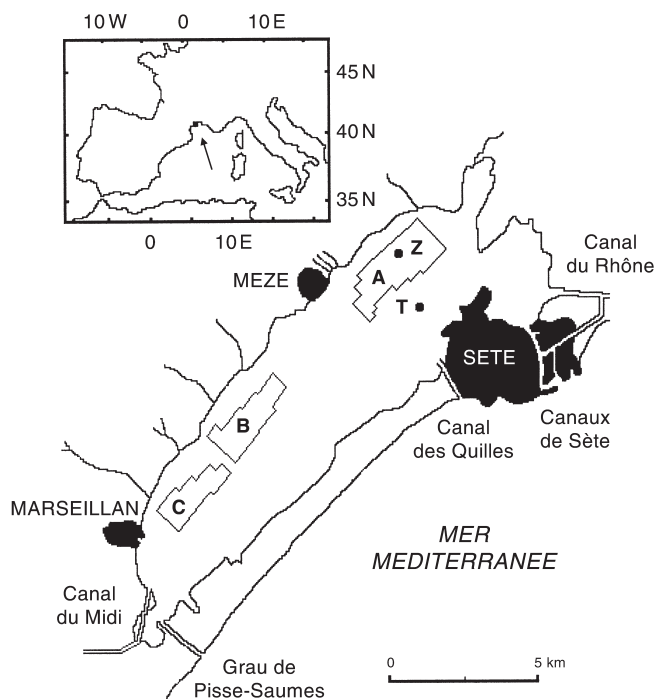 10 W 0 10 E
45 N
40 N
35 N
0 10 E
Canal
du Rhône
Z
A
MEZE
T
SETE
Canal
des Quilles
Canaux
de Sète
B
C
MARSEILLAN
MER
MEDITERRANEE
Canal
du Midi
Grau de
Pisse-Saumes
0 5 km